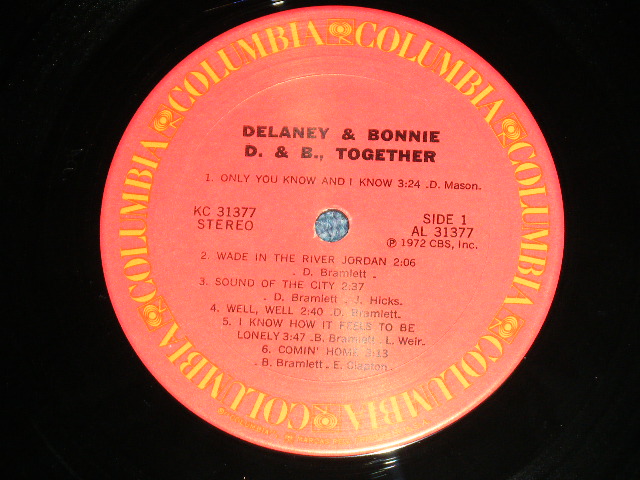 COLUMBIA COLUMBIA COLUMBIA COLUMBIA COLUMBIA COLUMBIA
DELANEY & BONNIE
D. & B., TOGETHER
1. ONLY YOU KNOW AND I KNOW 3:24 .D. Mason.
KC 31377
STEREO
SIDE 1
AL 31377
℗ 1972 CBS, Inc.
2. WADE IN THE RIVER JORDAN 2:06
. D. Bramlett .
3. SOUND OF THE CITY 2:37
. D. Bramlett . J. Hicks.
4. WELL, WELL 2:40 .D. Bramlett.
5. I KNOW HOW IT FEELS TO BE
LONELY 3:47 .B. Bramlett . L. Weir.
6. COMIN' HOME 3:13
.B. Bramlett . E. Clapton.